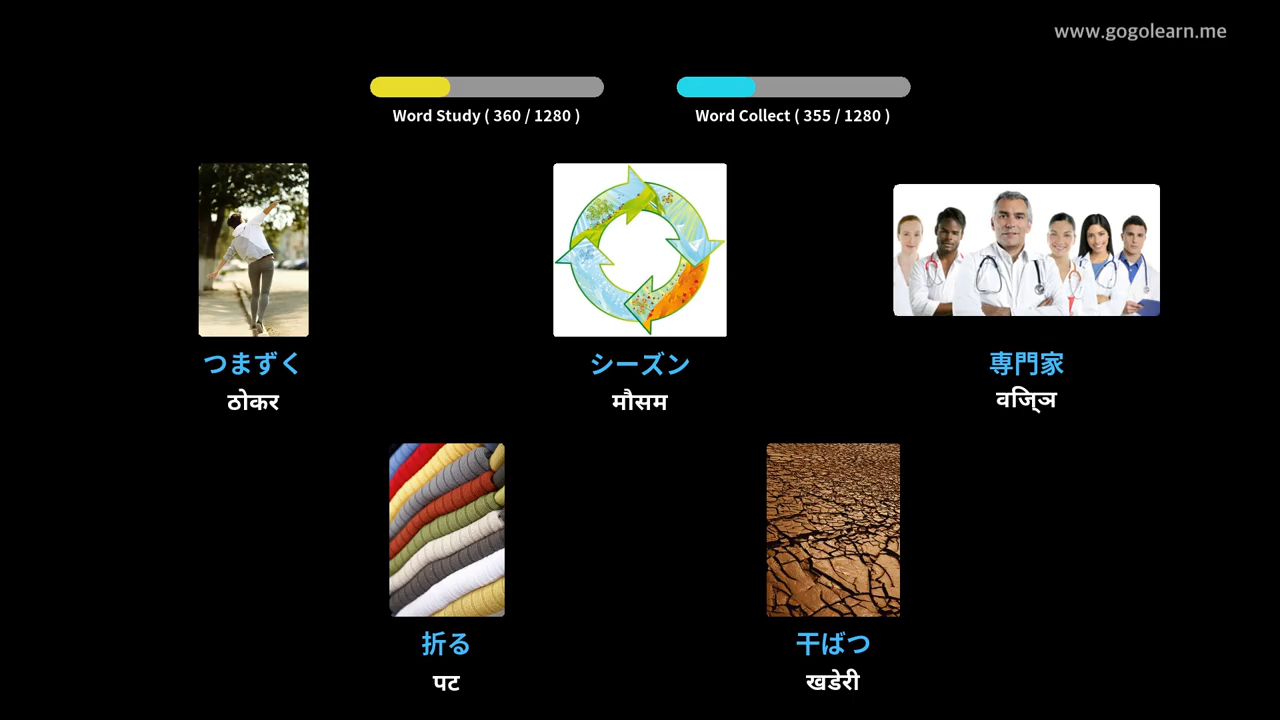 www.gogolearn.me
Word Study ( 360 / 1280 )
Word Collect ( 355 / 1280 )
つまずく
シーズン
専門家
ठोकर
मौसम
विज्ञ
折る
干ばつ
पट
खडेरी